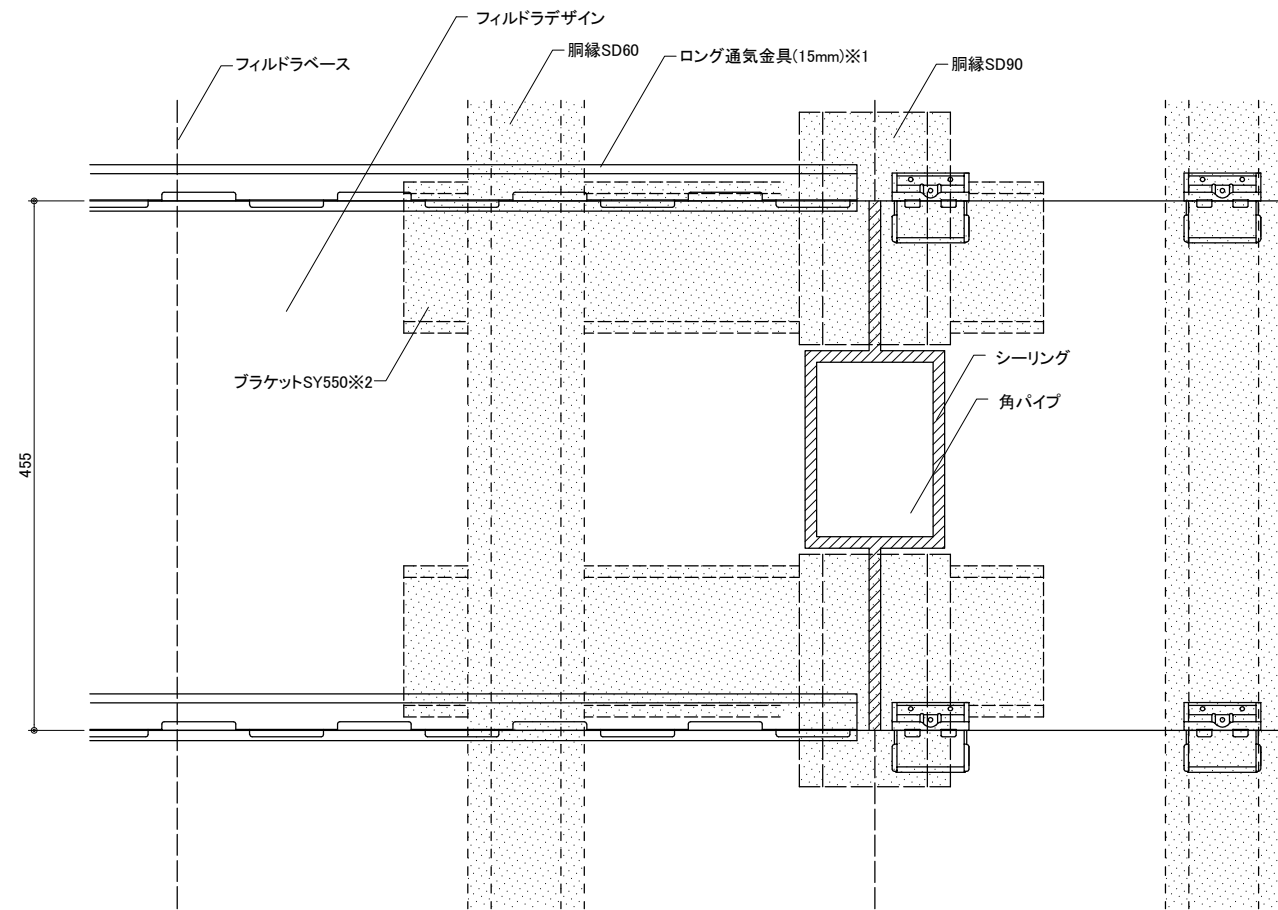 フィルドラデザイン
胴縁SD60
ロング通気金具(15mm)※1
フィルドラベース
胴縁SD90
ブラケットSY550※2
シーリング
角パイプ
455